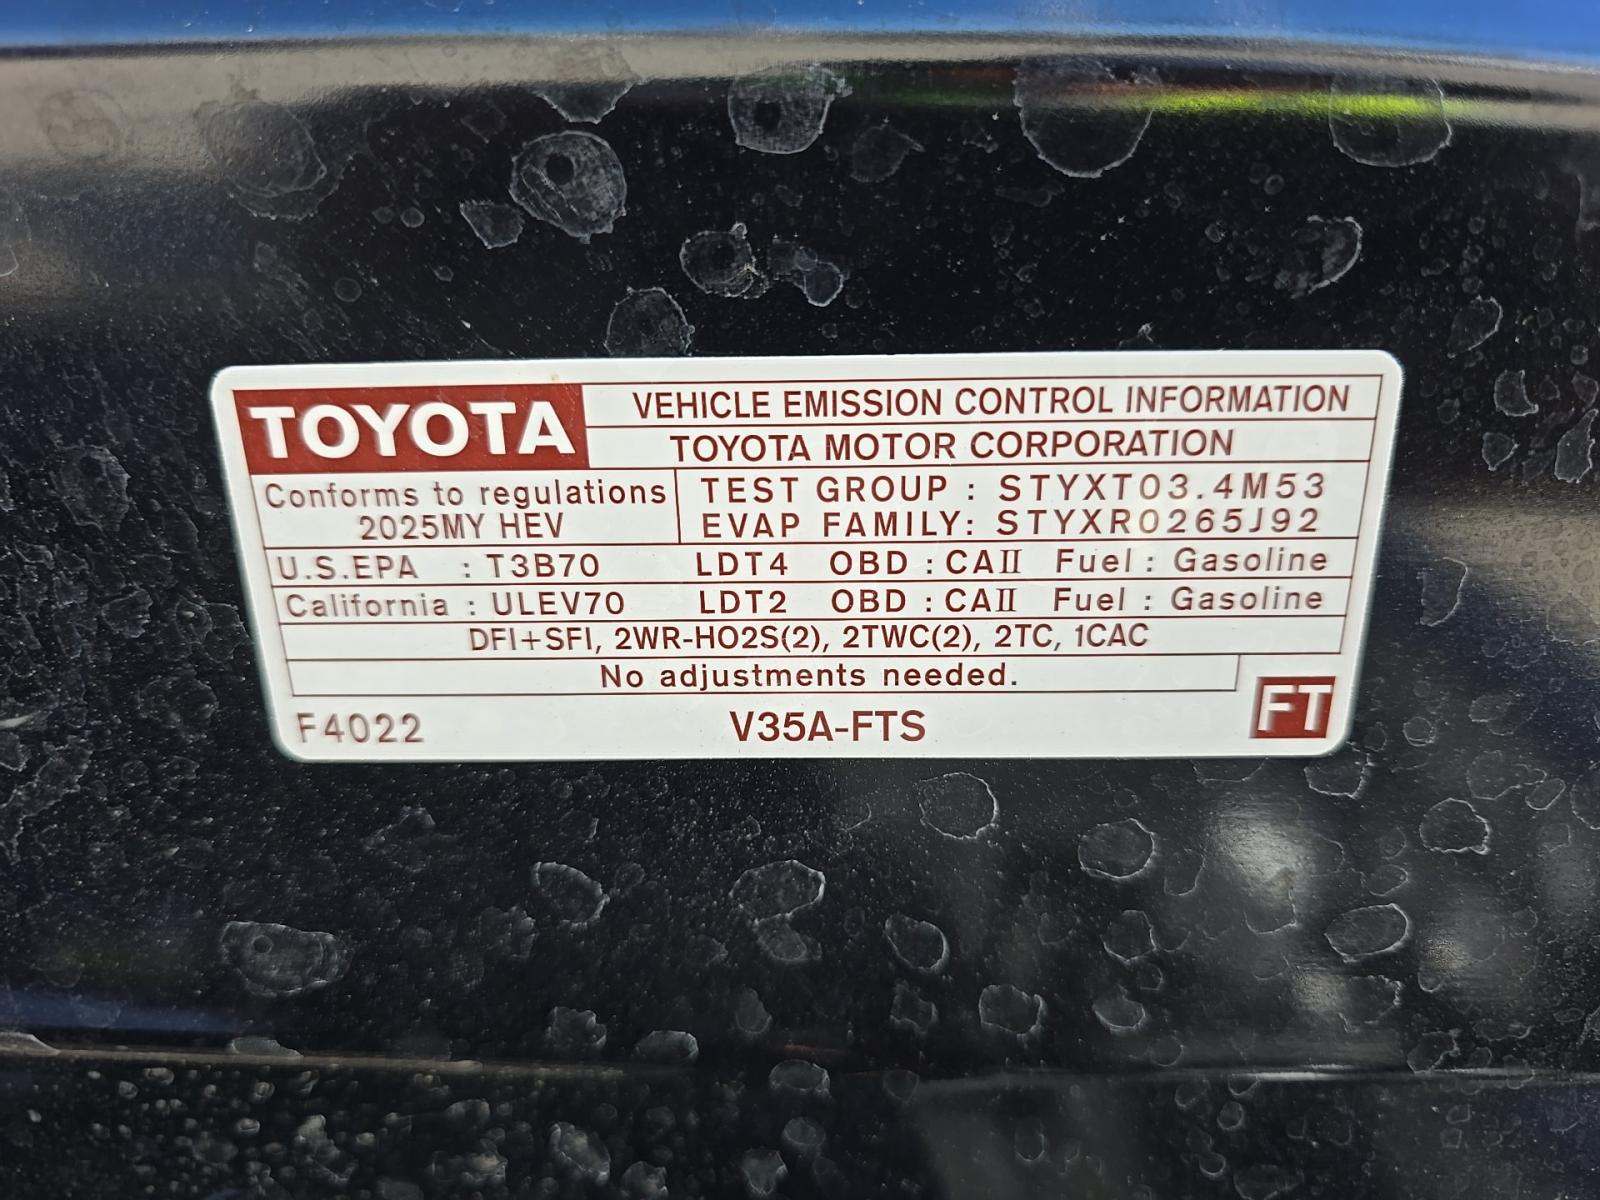 TOYOTA
VEHICLE EMISSION CONTROL INFORMATION
TOYOTA MOTOR CORPORATION
Conforms to regulations
2025MY HEV
TEST GROUP : STYXT03.4M53
EVAP FAMILY: STYXR0265J92
U.S.EPA : T3B70 LDT4 OBD : CAII Fuel : Gasoline
California : ULEV70 LDT2 OBD : CAII Fuel : Gasoline
DFI+SFI, 2WR-HO2S(2), 2TWC(2), 2TC, 1CAC
No adjustments needed.
F4022 V35A-FTS FT